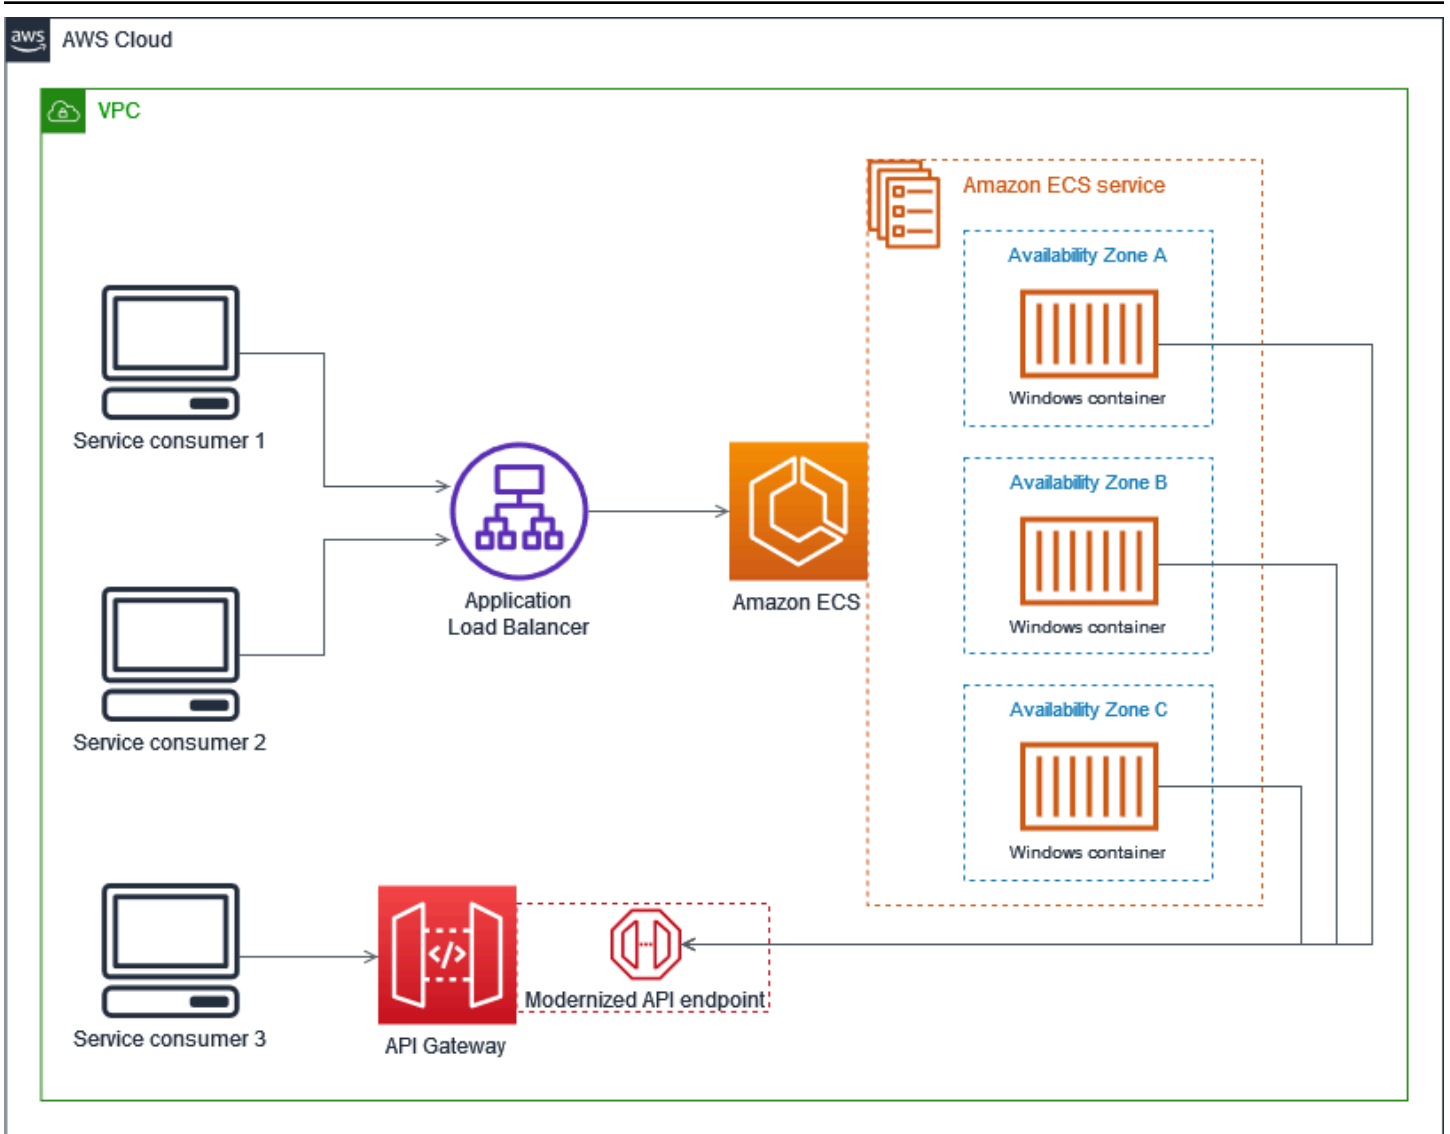 aws
AWS Cloud
VPC
Amazon ECS service
Availability Zone A
Windows container
Service consumer 1
Availability Zone B
Windows container
Application
Load Balancer
Amazon ECS
Service consumer 2
Availability Zone C
Windows container
</>
Modernized API endpoint
Service consumer 3
API Gateway